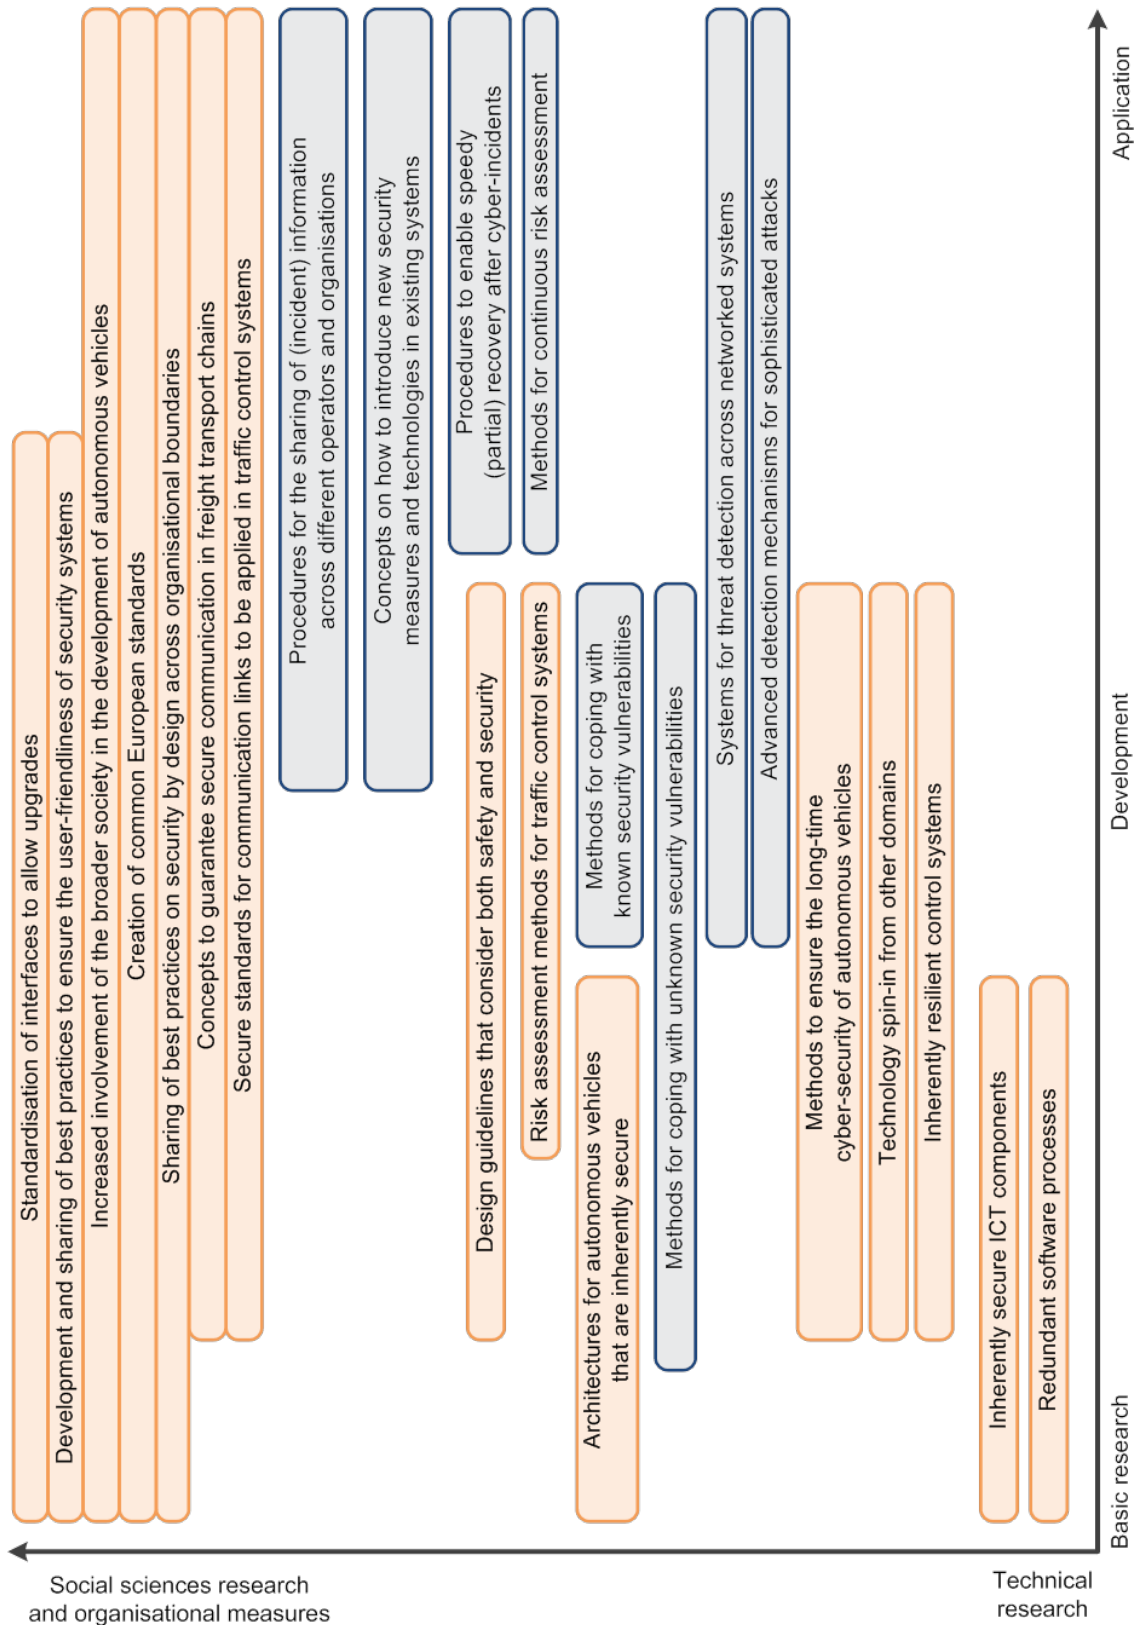 Standardisation of interfaces to allow upgrades
Development and sharing of best practices to ensure the user-friendliness of security systems
Increased involvement of the broader society in the development of autonomous vehicles
Creation of common European standards
Sharing of best practices on security by design across organisational boundaries
Concepts to guarantee secure communication in freight transport chains
Secure standards for communication links to be applied in traffic control systems
Procedures for the sharing of (incident) information
across different operators and organisations
Concepts on how to introduce new security
measures and technologies in existing systems
Procedures to enable speedy
(partial) recovery after cyber-incidents
Methods for continuous risk assessment
Design guidelines that consider both safety and security
Risk assessment methods for traffic control systems
Methods for coping with
known security vulnerabilities
Architectures for autonomous vehicles
that are inherently secure
Methods for coping with unknown security vulnerabilities
Systems for threat detection across networked systems
Advanced detection mechanisms for sophisticated attacks
Methods to ensure the long-time
cyber-security of autonomous vehicles
Technology spin-in from other domains
Inherently resilient control systems
Inherently secure ICT components
Redundant software processes
Basic research
Development
Application
Social sciences research
and organisational measures
Technical
research